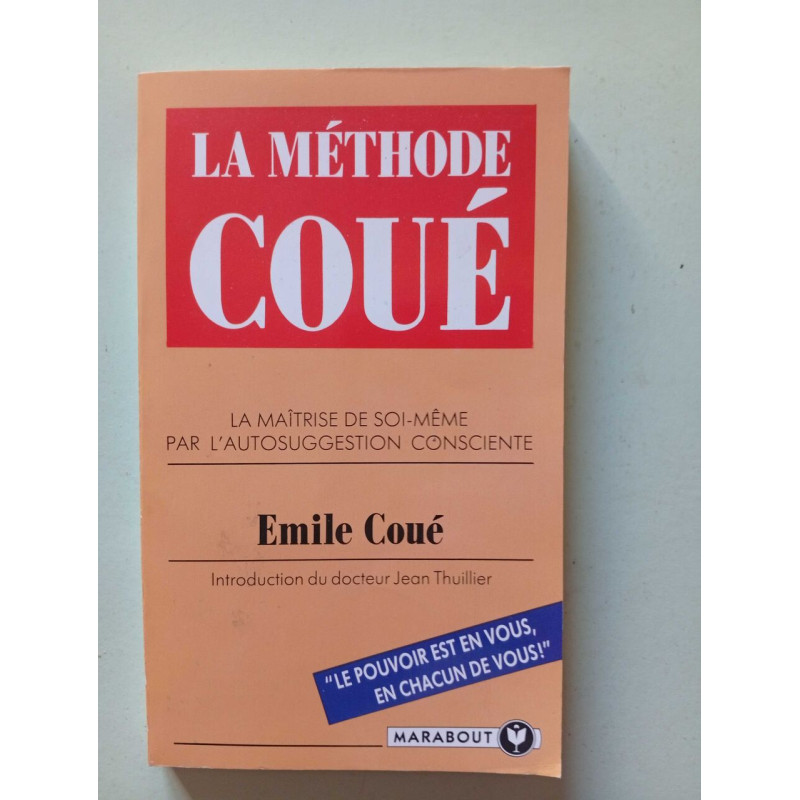 LA MÉTHODE
COUÉ
LA MAÎTRISE DE SOI-MÊME
PAR L'AUTOSUGGESTION CONSCIENTE
Emile Coué
Introduction du docteur Jean Thuillier
"LE POUVOIR EST EN VOUS,
EN CHACUN DE VOUS!"
MARABOUT